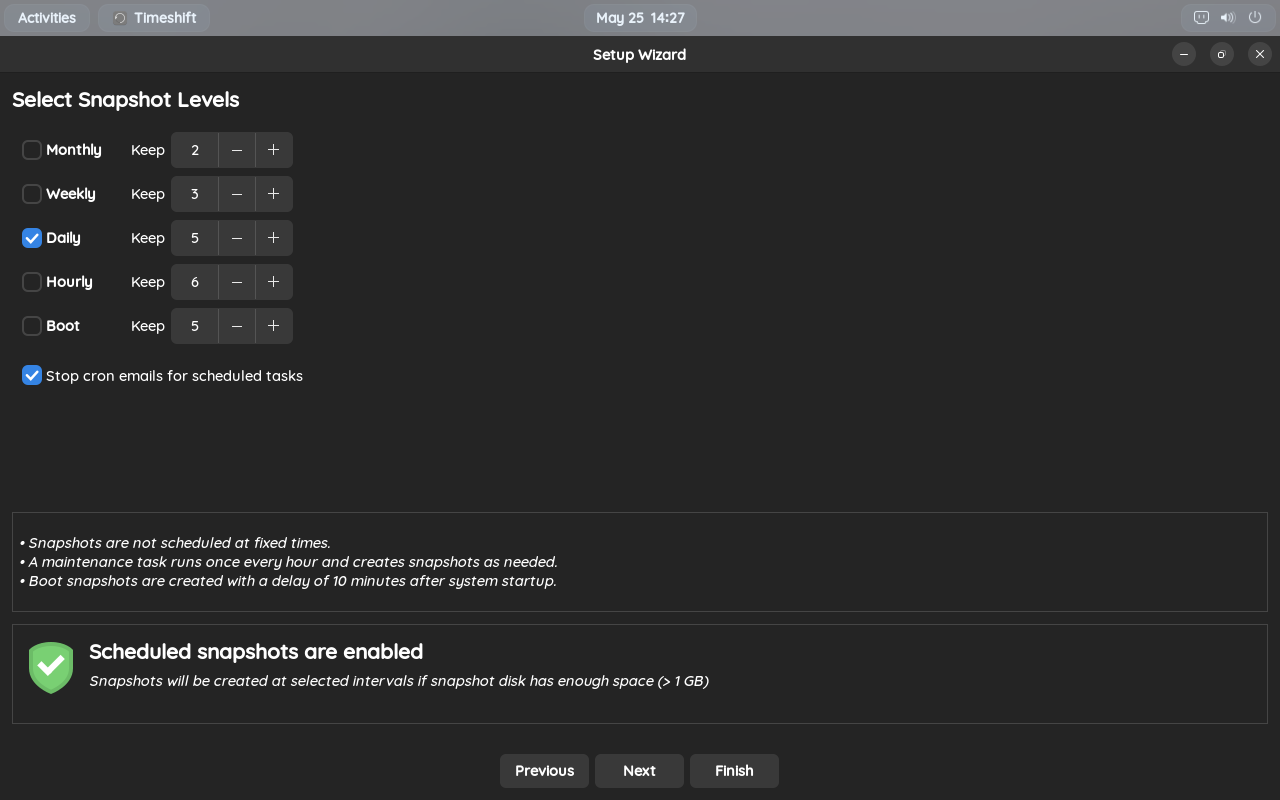 Activities Timeshift May 25 14:27
Setup Wizard
Select Snapshot Levels
Monthly Keep 2
Weekly Keep 3
Daily Keep 5
Hourly Keep 6
Boot Keep 5
Stop cron emails for scheduled tasks
• Snapshots are not scheduled at fixed times.
• A maintenance task runs once every hour and creates snapshots as needed.
• Boot snapshots are created with a delay of 10 minutes after system startup.
Scheduled snapshots are enabled
Snapshots will be created at selected intervals if snapshot disk has enough space (> 1 GB)
Previous Next Finish